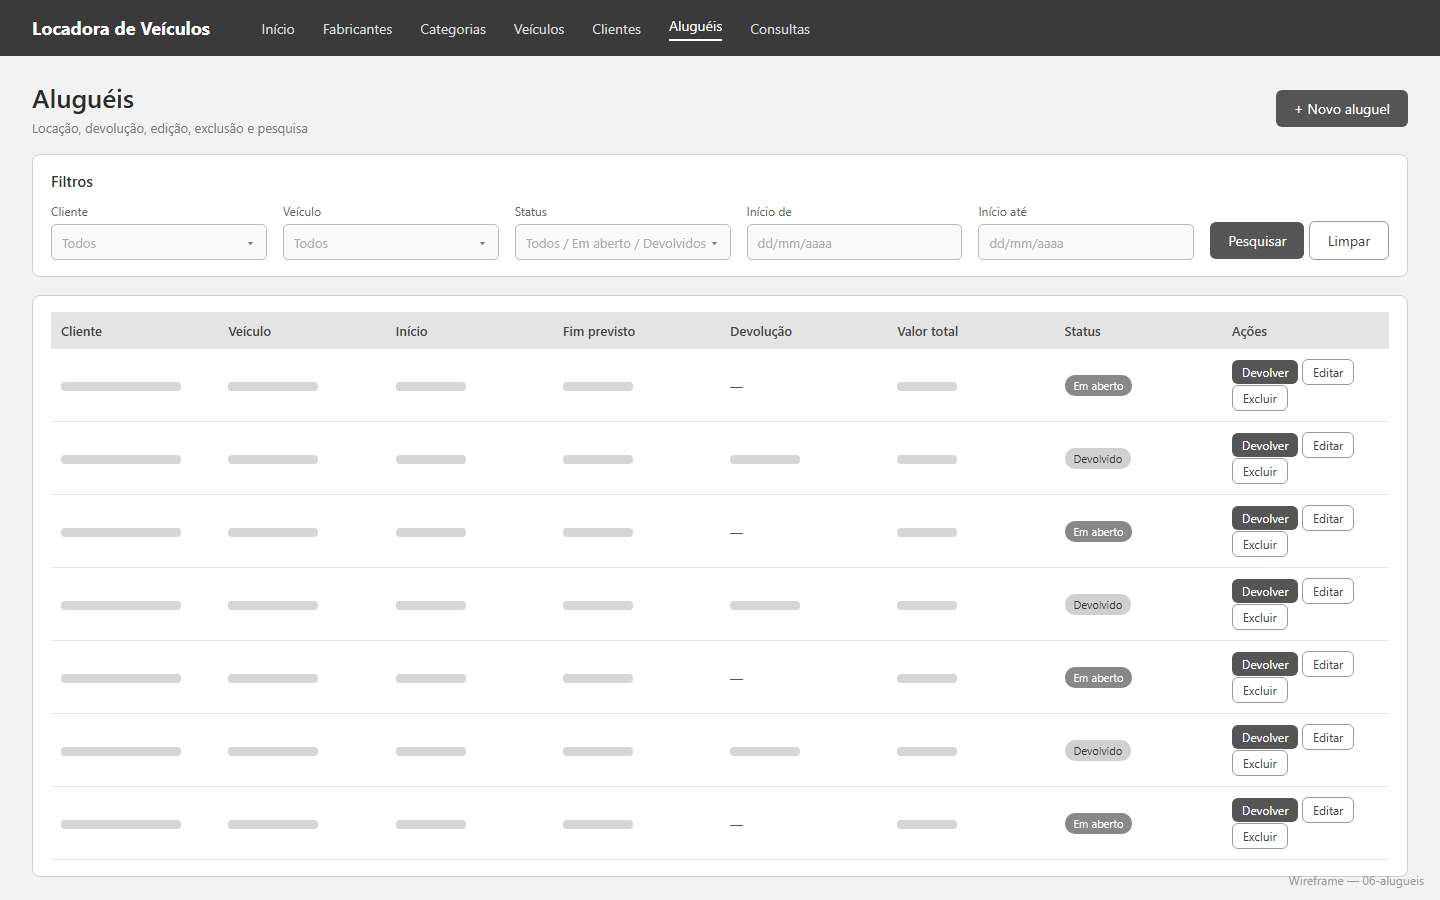 Locadora de Veículos Início Fabricantes Categorias Veículos Clientes Aluguéis Consultas
Aluguéis
Locação, devolução, edição, exclusão e pesquisa
+ Novo aluguel
Filtros
Cliente Veículo Status Início de Início até
Todos Todos Todos / Em aberto / Devolvidos dd/mm/aaaa dd/mm/aaaa Pesquisar Limpar
Cliente Veículo Início Fim previsto Devolução Valor total Status Ações
— Em aberto Devolver Editar
Excluir
Devolvido Devolver Editar
Excluir
— Em aberto Devolver Editar
Excluir
Devolvido Devolver Editar
Excluir
— Em aberto Devolver Editar
Excluir
Devolvido Devolver Editar
Excluir
— Em aberto Devolver Editar
Excluir
Wireframe — 06-alugueis